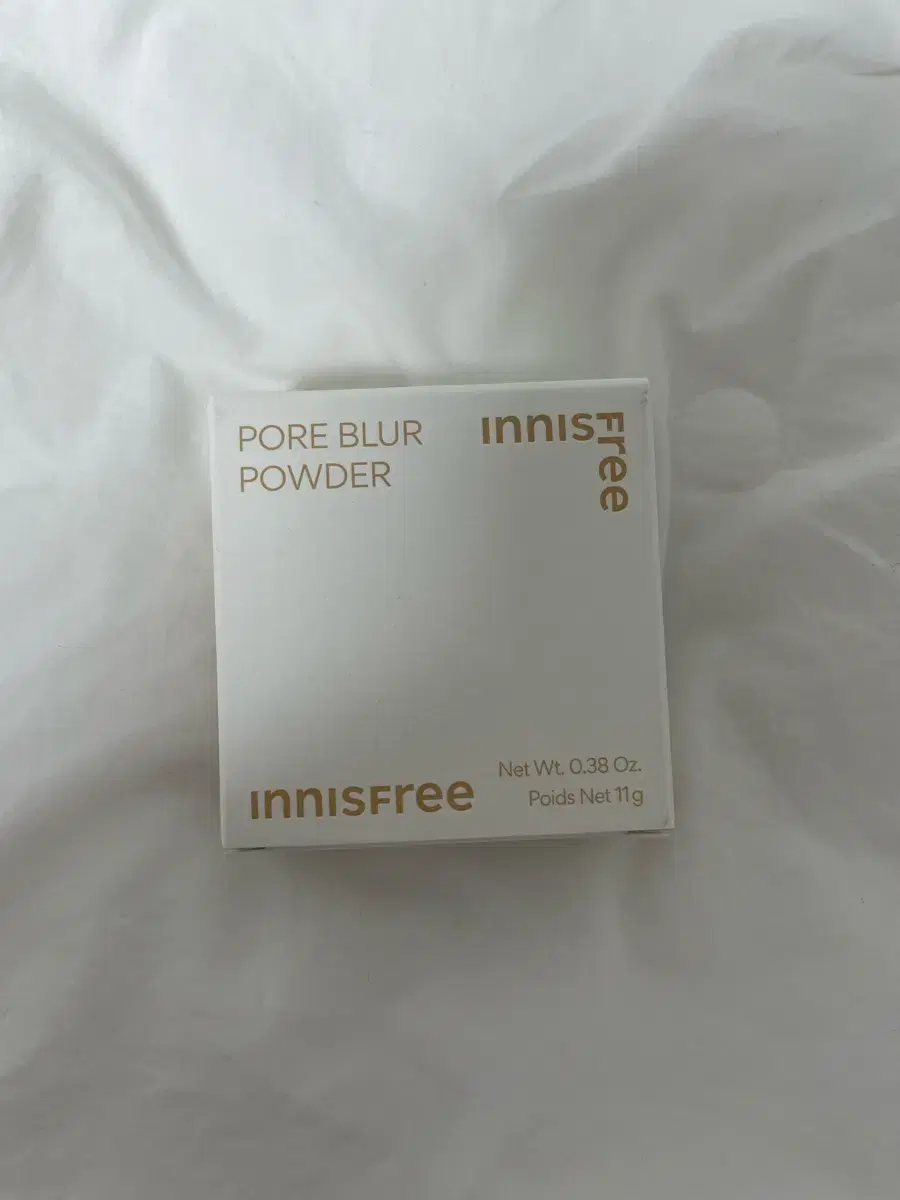 PORE BLUR
POWDER
INNISFree
INNISFree
Net Wt. 0.38 Oz.
Poids Net 11g